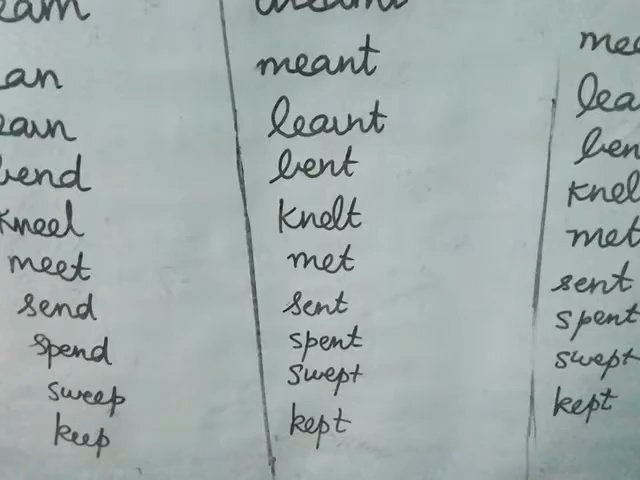 meant
learnt
bend bent
kneel knelt
meet met met
send sent sent
spend spent spent
sweep swept swept
keep kept kept